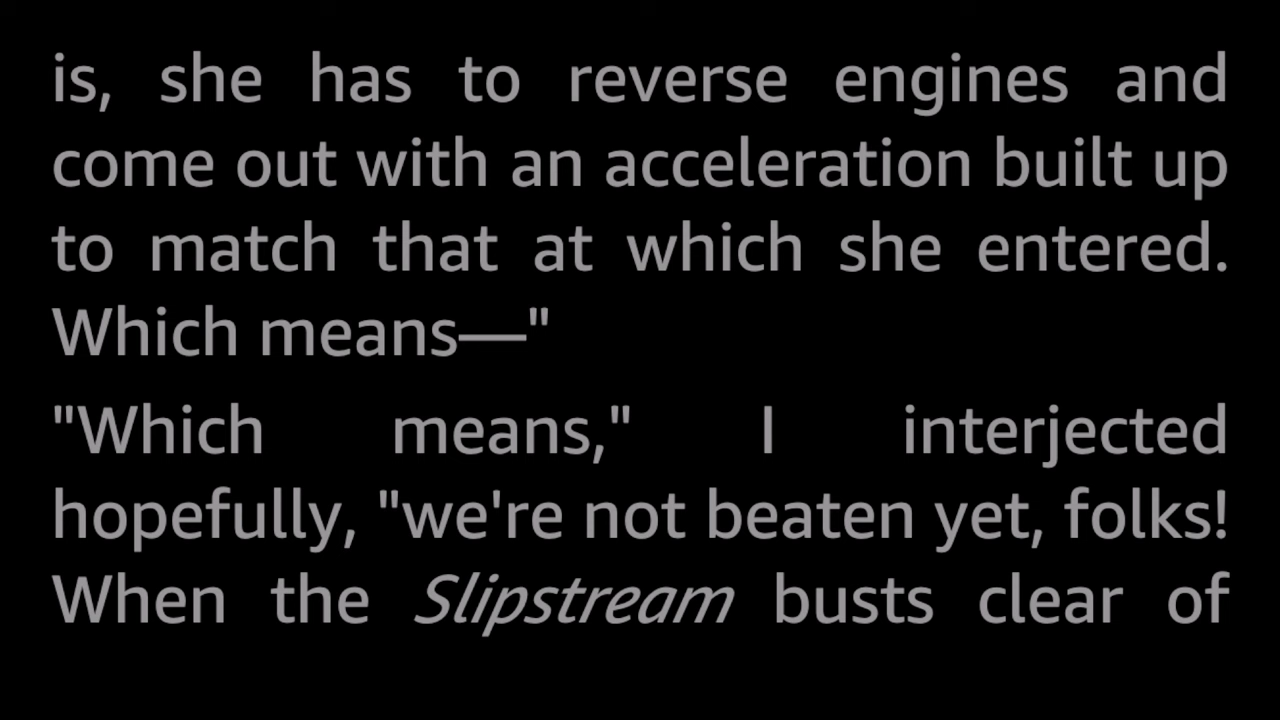 is, she has to reverse engines and
come out with an acceleration built up
to match that at which she entered.
Which means—"
"Which means," I interjected
hopefully, "we're not beaten yet, folks!
When the Slipstream busts clear of